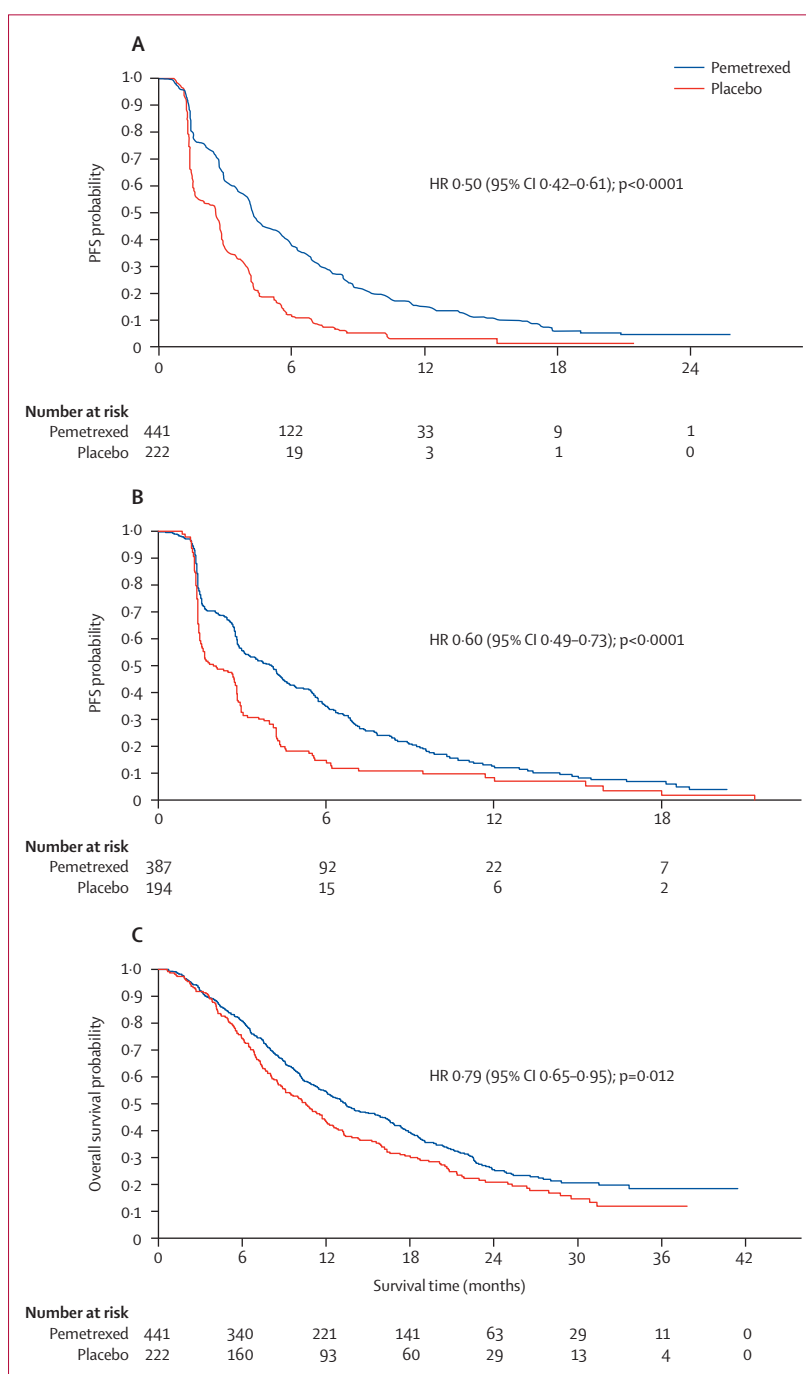 A
Pemetrexed
Placebo
1·0
0·9
0·8
0·7
0·6
0·5
0·4
0·3
0·2
0·1
0
PFS probability
HR 0·50 (95% CI 0·42–0·61); p<0·0001
0 6 12 18 24
Number at risk
Pemetrexed 441 122 33 9 1
Placebo 222 19 3 1 0
B
1·0
0·9
0·8
0·7
0·6
0·5
0·4
0·3
0·2
0·1
0
PFS probability
HR 0·60 (95% CI 0·49–0·73); p<0·0001
0 6 12 18
Number at risk
Pemetrexed 387 92 22 7
Placebo 194 15 6 2
C
1·0
0·9
0·8
0·7
0·6
0·5
0·4
0·3
0·2
0·1
0
Overall survival probability
HR 0·79 (95% CI 0·65–0·95); p=0·012
0 6 12 18 24 30 36 42
Survival time (months)
Number at risk
Pemetrexed 441 340 221 141 63 29 11 0
Placebo 222 160 93 60 29 13 4 0